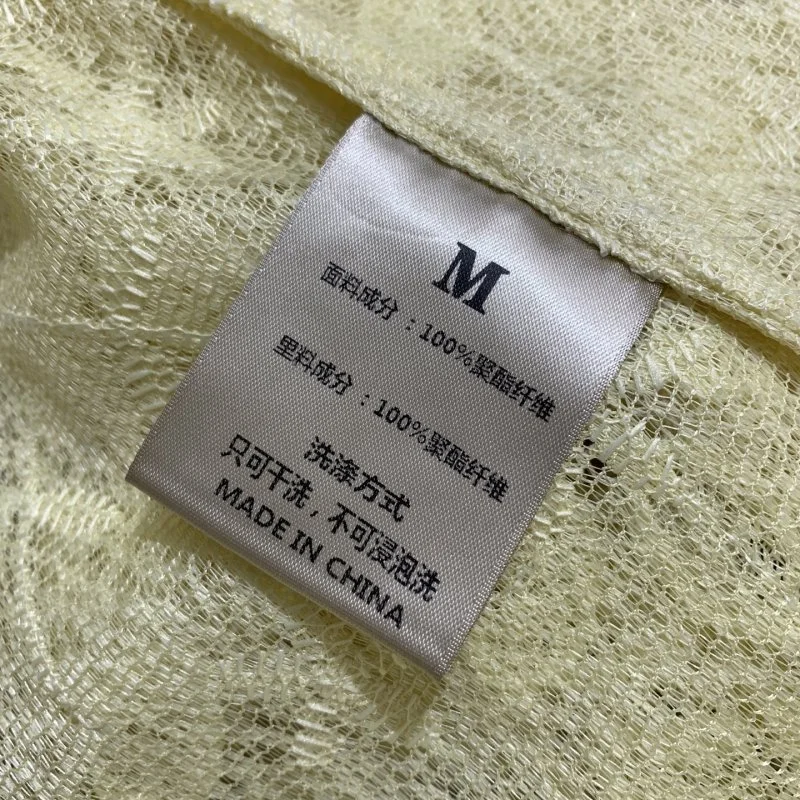 M
面料成分：100%聚酯纤维
里料成分：100%聚酯纤维
洗涤方式
只可干洗，不可浸泡洗
MADE IN CHINA